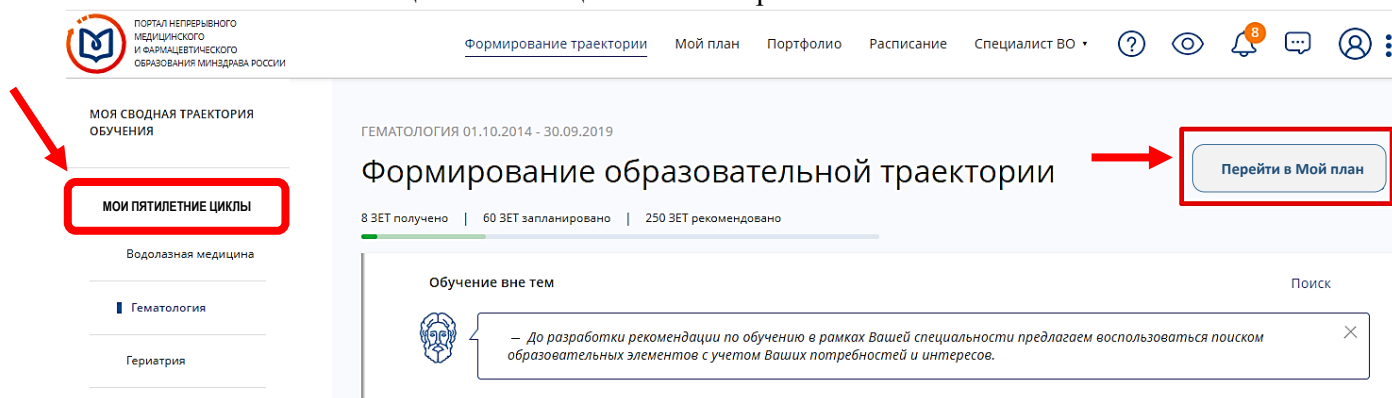 ПОРТАЛ НЕПРЕРЫВНОГО
МЕДИЦИНСКОГО
И ФАРМАЦЕВТИЧЕСКОГО
ОБРАЗОВАНИЯ МИНЗДРАВА РОССИИ
Формирование траектории Мой план Портфолио Расписание Специалист ВО ? 8
МОЯ СВОДНАЯ ТРАЕКТОРИЯ
ОБУЧЕНИЯ
МОИ ПЯТИЛЕТНИЕ ЦИКЛЫ
Водолазная медицина
Гематология
Гериатрия
ГЕМАТОЛОГИЯ 01.10.2014 - 30.09.2019
Формирование образовательной траектории
Перейти в Мой план
8 ЗЕТ получено | 60 ЗЕТ запланировано | 250 ЗЕТ рекомендовано
Обучение вне тем
Поиск
— До разработки рекомендации по обучению в рамках Вашей специальности предлагаем воспользоваться поиском
образовательных элементов с учетом Ваших потребностей и интересов.